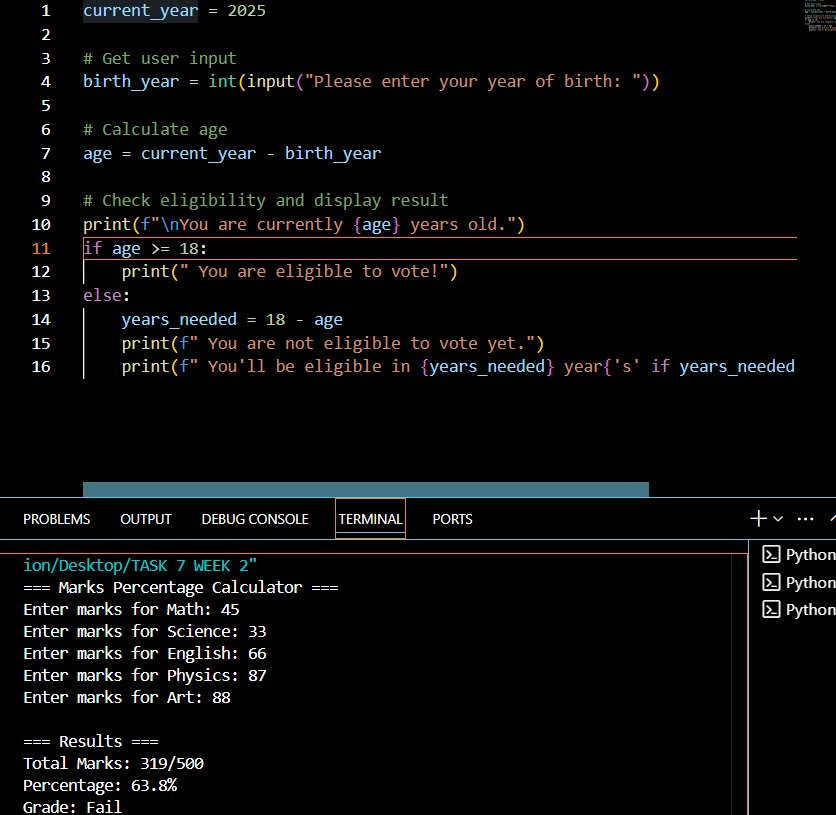 1 current_year = 2025
2
3 # Get user input
4 birth_year = int(input("Please enter your year of birth: "))
5
6 # Calculate age
7 age = current_year - birth_year
8
9 # Check eligibility and display result
10 print(f"\nYou are currently {age} years old.")
11 if age >= 18:
12     print(" You are eligible to vote!")
13 else:
14     years_needed = 18 - age
15     print(f" You are not eligible to vote yet.")
16     print(f" You'll be eligible in {years_needed} year{'s' if years_needed
PROBLEMS OUTPUT DEBUG CONSOLE TERMINAL PORTS
ion/Desktop/TASK 7 WEEK 2"
=== Marks Percentage Calculator ===
Enter marks for Math: 45
Enter marks for Science: 33
Enter marks for English: 66
Enter marks for Physics: 87
Enter marks for Art: 88

=== Results ===
Total Marks: 319/500
Percentage: 63.8%
Grade: Fail
Python
Python
Python